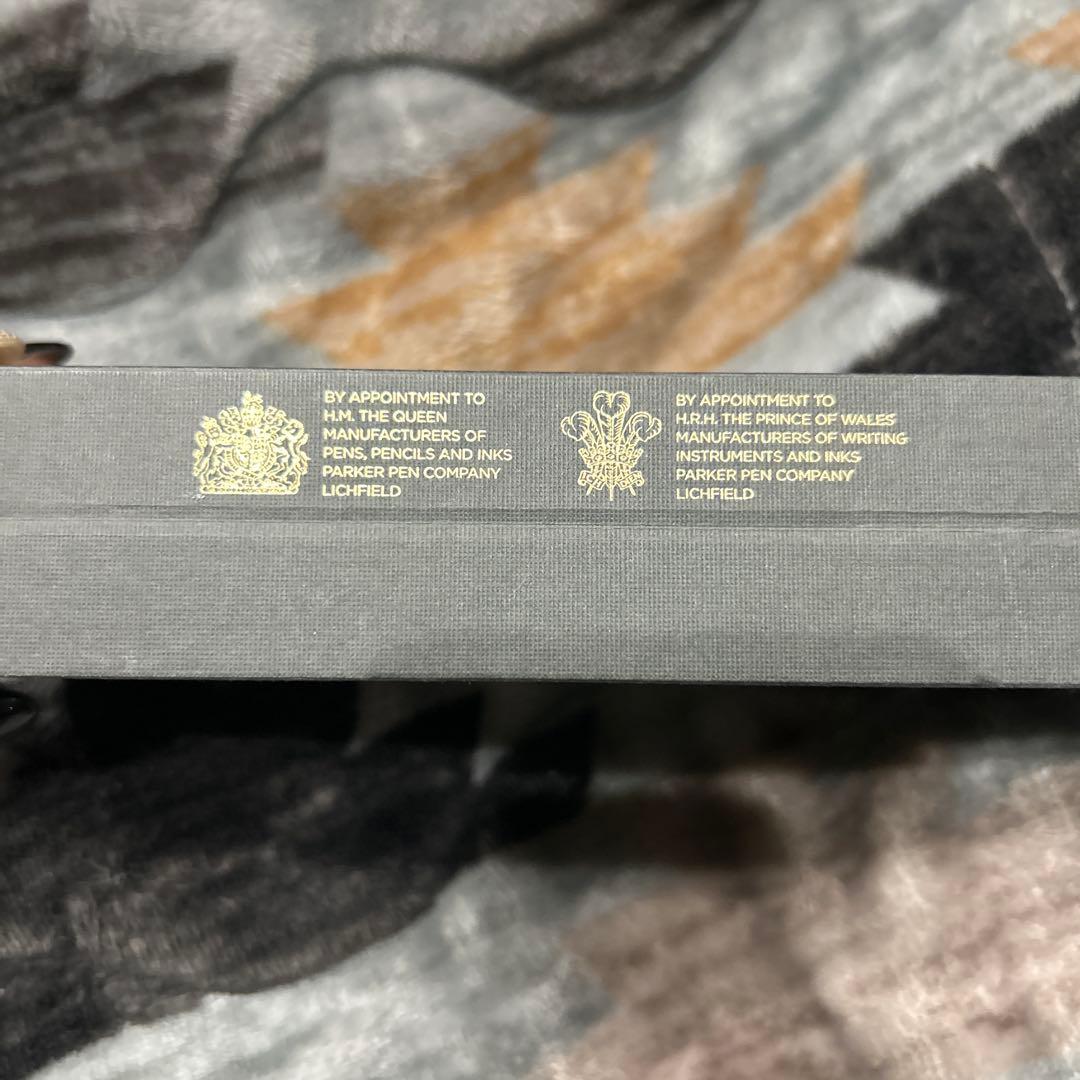 BY APPOINTMENT TO
H.M. THE QUEEN
MANUFACTURERS OF
PENS, PENCILS AND INKS
PARKER PEN COMPANY
LICHFIELD
BY APPOINTMENT TO
H.R.H. THE PRINCE OF WALES
MANUFACTURERS OF WRITING
INSTRUMENTS AND INKS
PARKER PEN COMPANY
LICHFIELD